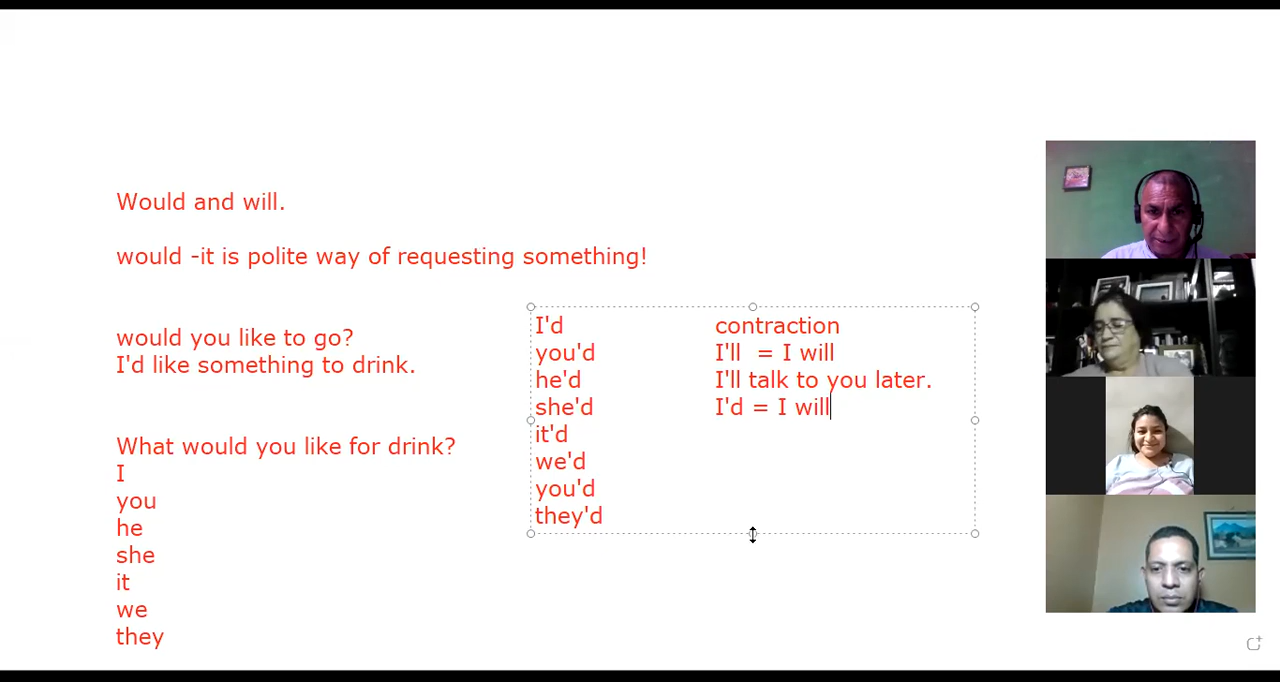 Would and will.
would -it is polite way of requesting something!
would you like to go?
I'd like something to drink.
What would you like for drink?
I
you
he
she
it
we
they
I'd
you'd
he'd
she'd
it'd
we'd
you'd
they'd
contraction
I'll = I will
I'll talk to you later.
I'd = I will